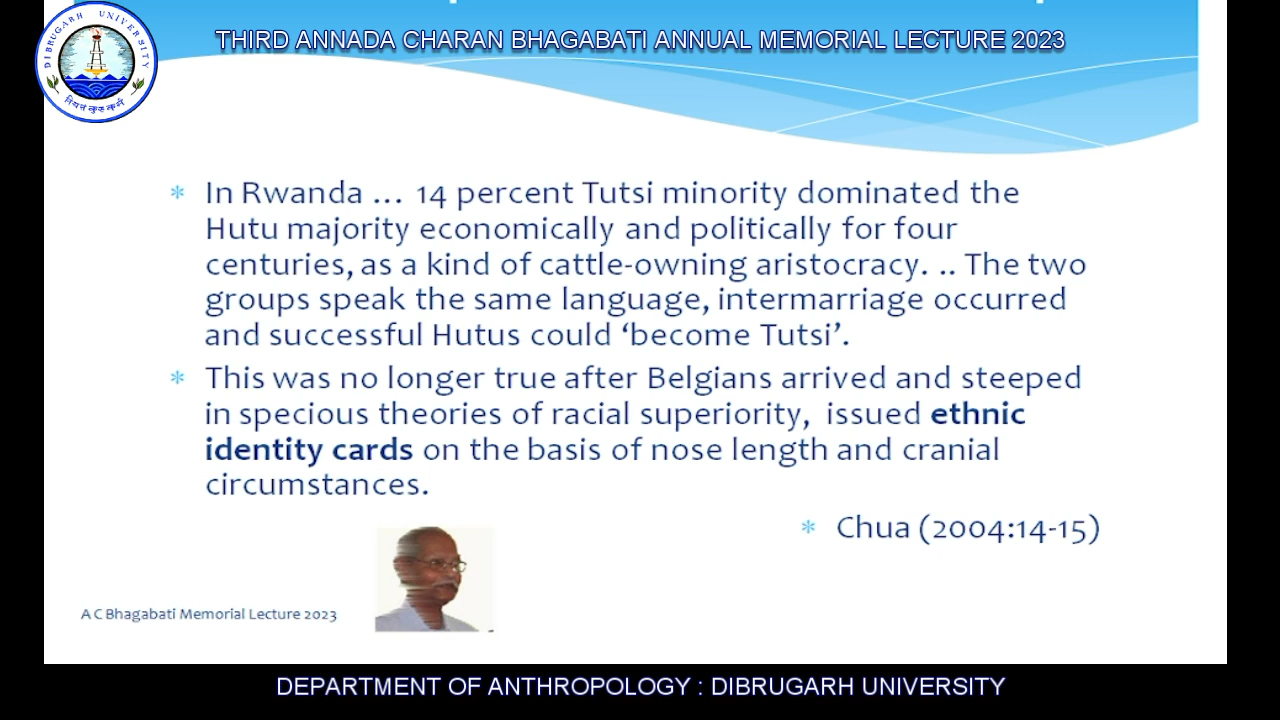 DIBRUGARH UNIVERSITY
THIRD ANNADA CHARAN BHAGABATI ANNUAL MEMORIAL LECTURE 2023
* In Rwanda ... 14 percent Tutsi minority dominated the
Hutu majority economically and politically for four
centuries, as a kind of cattle-owning aristocracy. .. The two
groups speak the same language, intermarriage occurred
and successful Hutus could ‘become Tutsi’.
* This was no longer true after Belgians arrived and steeped
in specious theories of racial superiority, issued ethnic
identity cards on the basis of nose length and cranial
circumstances.
* Chua (2004:14-15)
A C Bhagabati Memorial Lecture 2023
DEPARTMENT OF ANTHROPOLOGY : DIBRUGARH UNIVERSITY